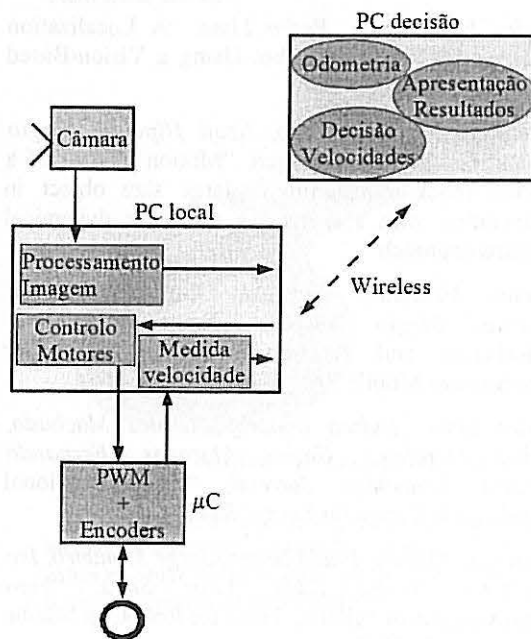 PC decisão
Odometria
Apresentação
Resultados
Decisão
Velocidades
Câmara
PC local
Processamento
Imagem
Wireless
Controlo
Motores
Medida
velocidade
PWM
+
Encoders
μC